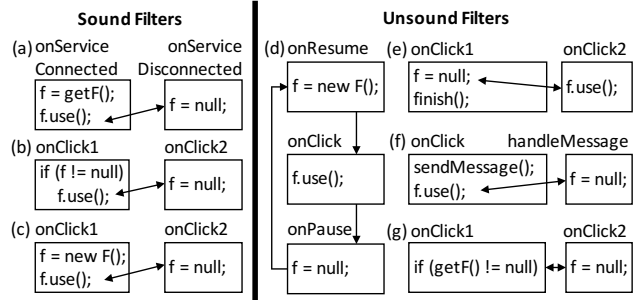 Sound Filters
(a) onService
Connected
onService
Disconnected
f = getF();
f.use();
f = null;
(b) onClick1
onClick2
if (f != null)
f.use();
f = null;
(c) onClick1
onClick2
f = new F();
f.use();
f = null;
Unsound Filters
(d) onResume
f = new F();
onClick
f.use();
onPause
f = null;
(e) onClick1
onClick2
f = null;
finish();
f.use();
(f) onClick
handleMessage
sendMessage();
f.use();
f = null;
(g) onClick1
onClick2
if (getF() != null)
f = null;